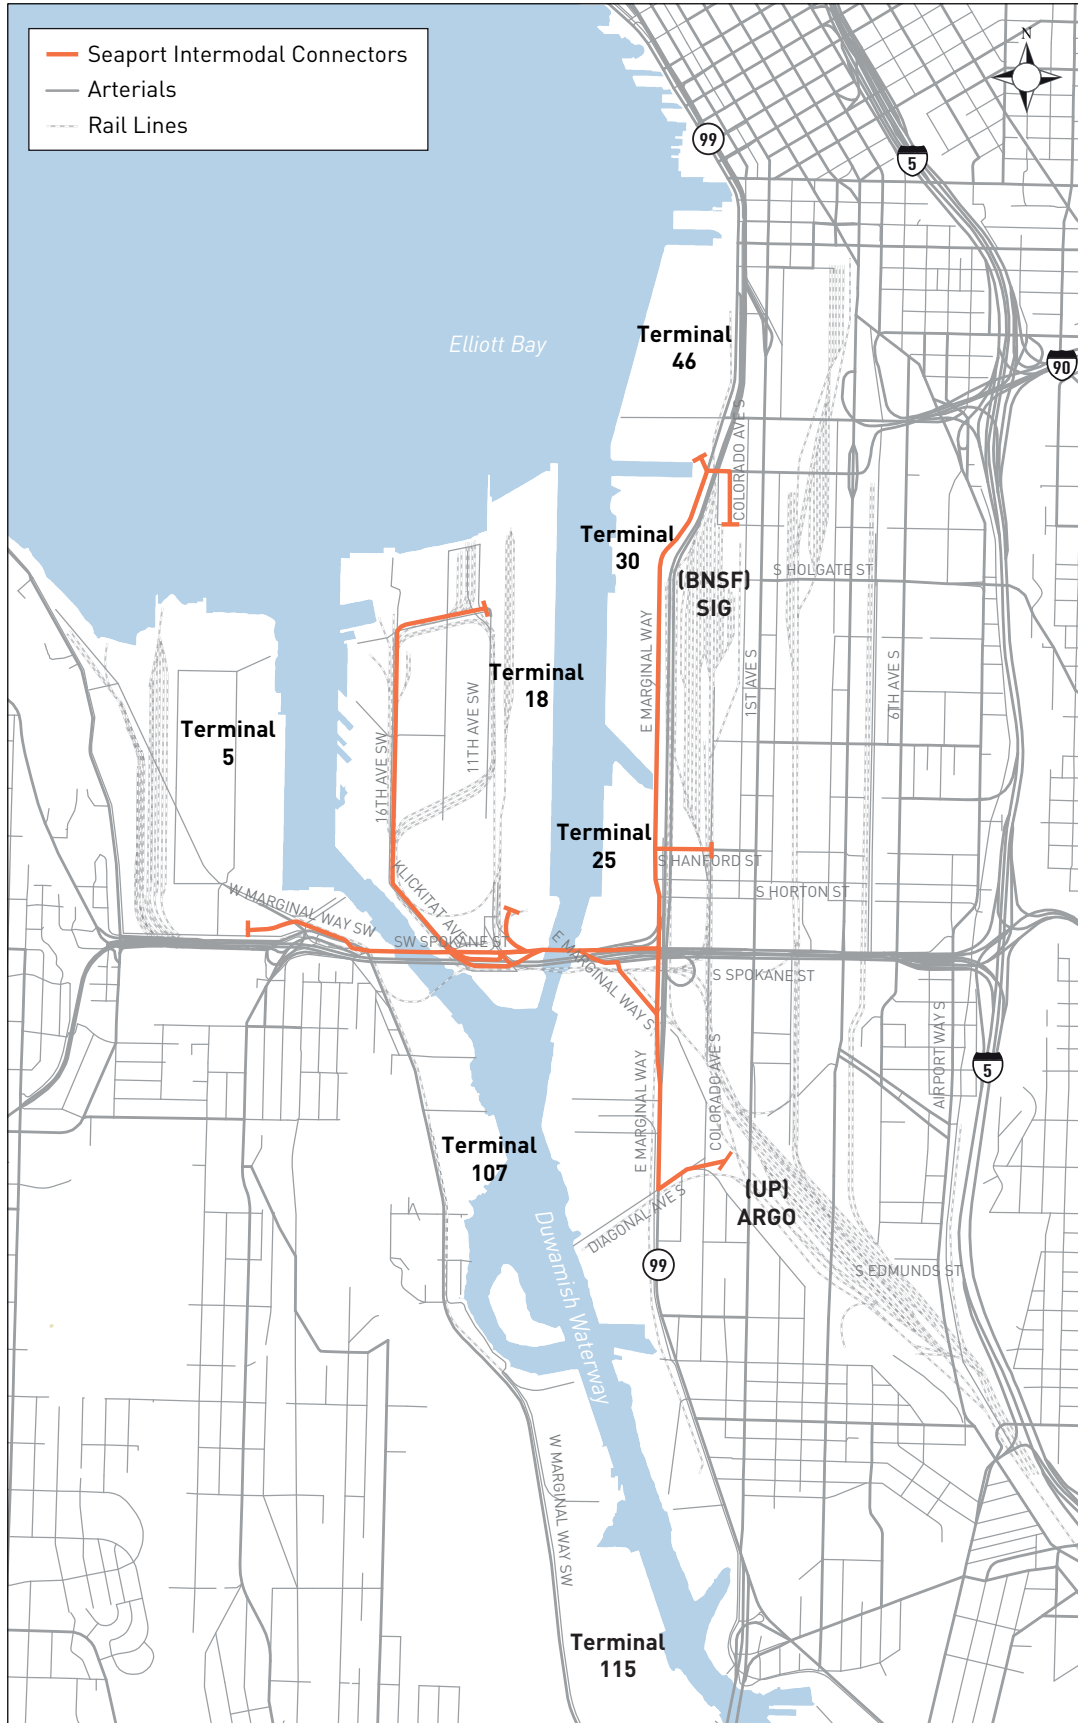 Seaport Intermodal Connectors
Arterials
Rail Lines
N
99
5
90
Elliott Bay
Terminal
46
COLORADO AVE S
Terminal
30
(BNSF)
SIG
S HOLGATE ST
E MARGINAL WAY
1ST AVE S
6TH AVE S
Terminal
18
11TH AVE SW
16TH AVE SW
Terminal
5
Terminal
25
S HANFORD ST
S HORTON ST
KLICKITAT AVE
W MARGINAL WAY SW
SW SPOKANE ST
E MARGINAL WAY S
S SPOKANE ST
AIRPORT WAY S
5
E MARGINAL WAY
COLORADO AVE S
Terminal
107
(UP)
ARGO
DIAGONAL AVE S
99
S EDMUNDS ST
Duwamish Waterway
W MARGINAL WAY SW
Terminal
115